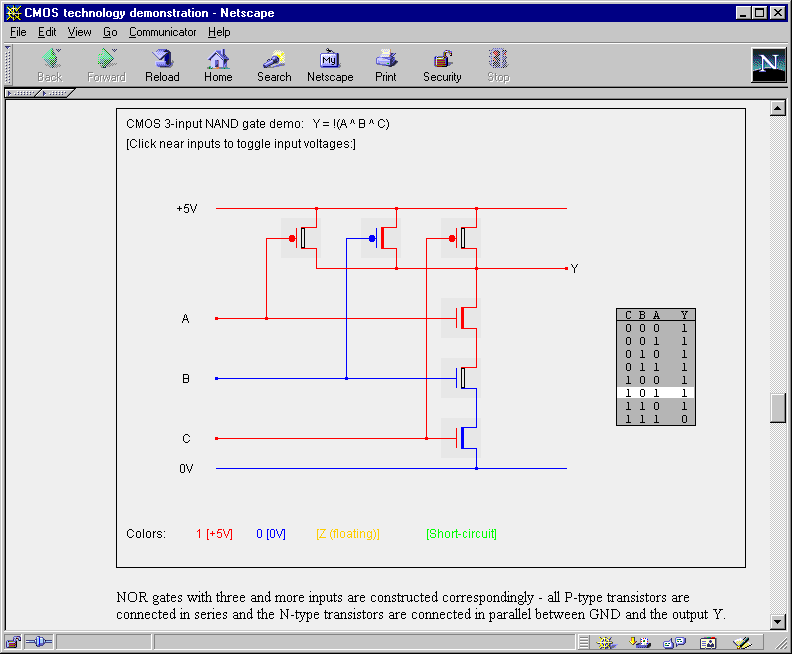 CMOS technology demonstration - Netscape
File Edit View Go Communicator Help
Back Forward Reload Home Search Netscape Print Security Stop
My
N
CMOS 3-input NAND gate demo: Y = !(A ^ B ^ C)
[Click near inputs to toggle input voltages:]
+5V
Y
A
B
C
0V
C B A Y
0 0 0 1
0 0 1 1
0 1 0 1
0 1 1 1
1 0 0 1
1 0 1 1
1 1 0 1
1 1 1 0
Colors: 1 [+5V] 0 [0V] [Z (floating)] [Short-circuit]
NOR gates with three and more inputs are constructed correspondingly - all P-type transistors are
connected in series and the N-type transistors are connected in parallel between GND and the output Y.